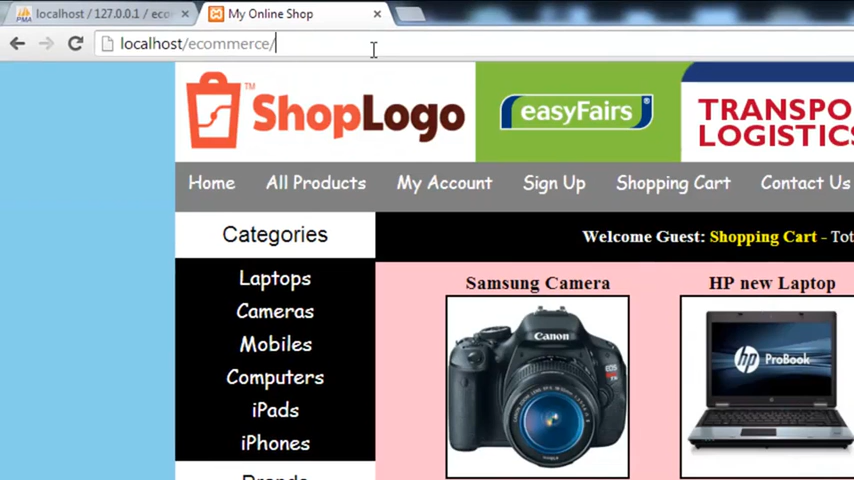 localhost / 127.0.0.1 / eco
My Online Shop
localhost/ecommerce/
ShopLogo™
easyFairs®
TRANSPO
LOGISTICS
Home All Products My Account Sign Up Shopping Cart Contact Us
Categories
Welcome Guest: Shopping Cart - Tot
Laptops
Cameras
Mobiles
Computers
iPads
iPhones
Samsung Camera
HP new Laptop
Canon
EOS
hp ProBook